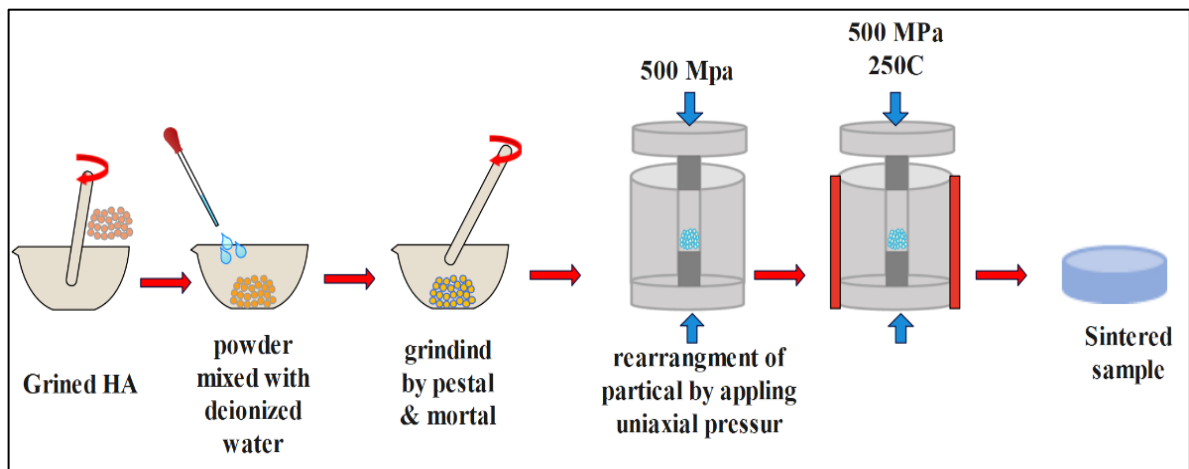 Grined HA
powder
mixed with
deionized
water
grindind
by pestal
& mortal
500 Mpa
rearrangment of
partical by appling
uniaxial pressur
500 MPa
250C
Sintered
sample